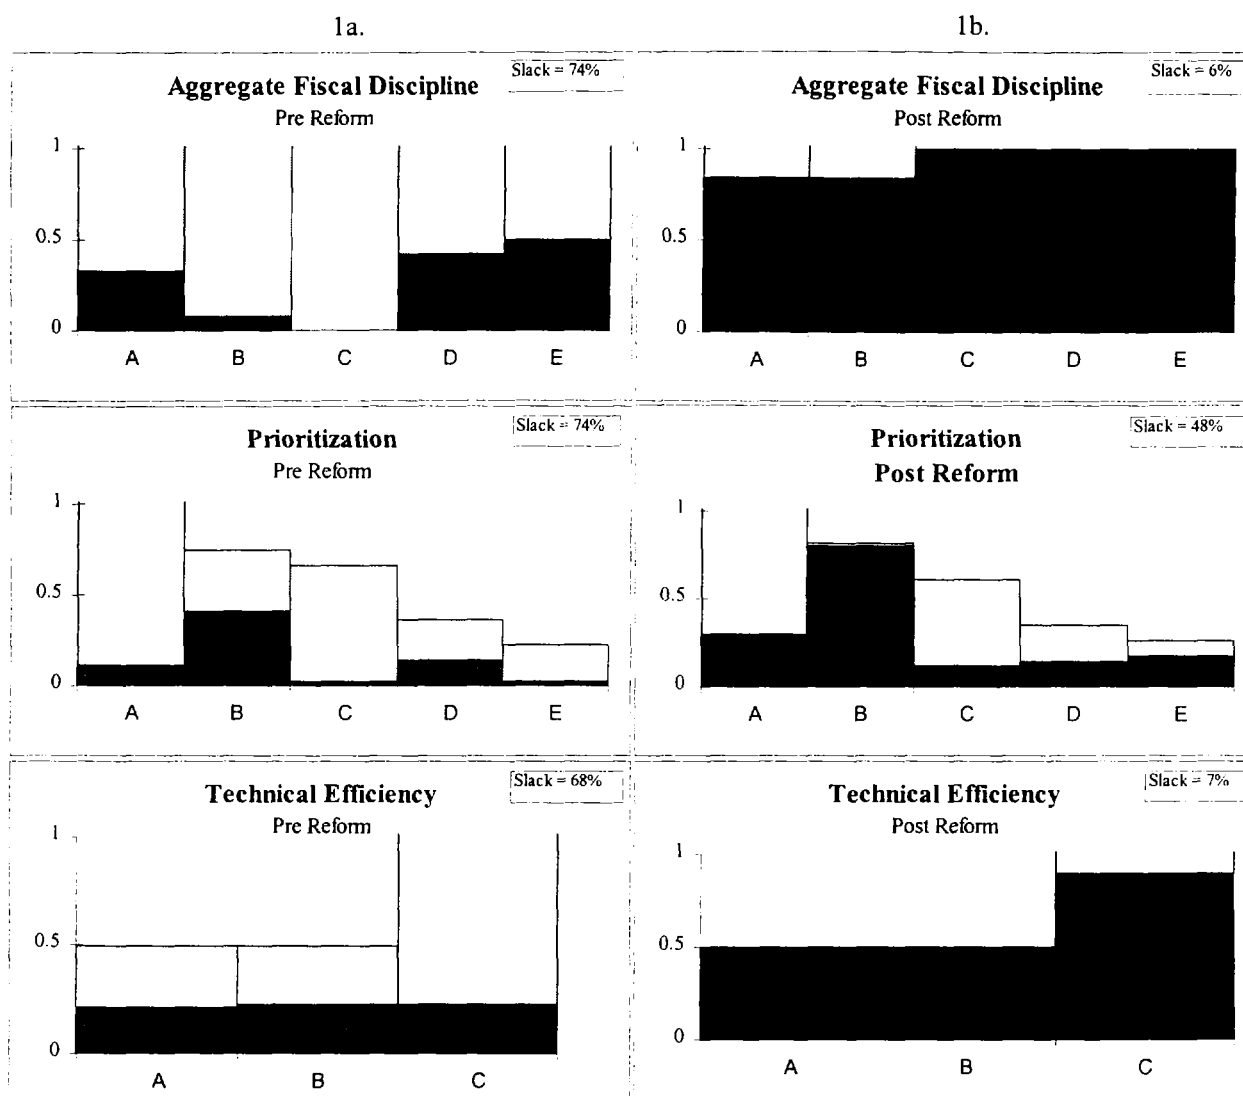 1a.
1b.
Slack = 74%
Aggregate Fiscal Discipline
Pre Reform
1
0.5
0
A B C D E
Slack = 6%
Aggregate Fiscal Discipline
Post Reform
1
0.5
0
A B C D E
Slack = 74%
Prioritization
Pre Reform
1
0.5
0
A B C D E
Slack = 48%
Prioritization
Post Reform
1
0.5
0
A B C D E
Slack = 68%
Technical Efficiency
Pre Reform
1
0.5
0
A B C
Slack = 7%
Technical Efficiency
Post Reform
1
0.5
0
A B C